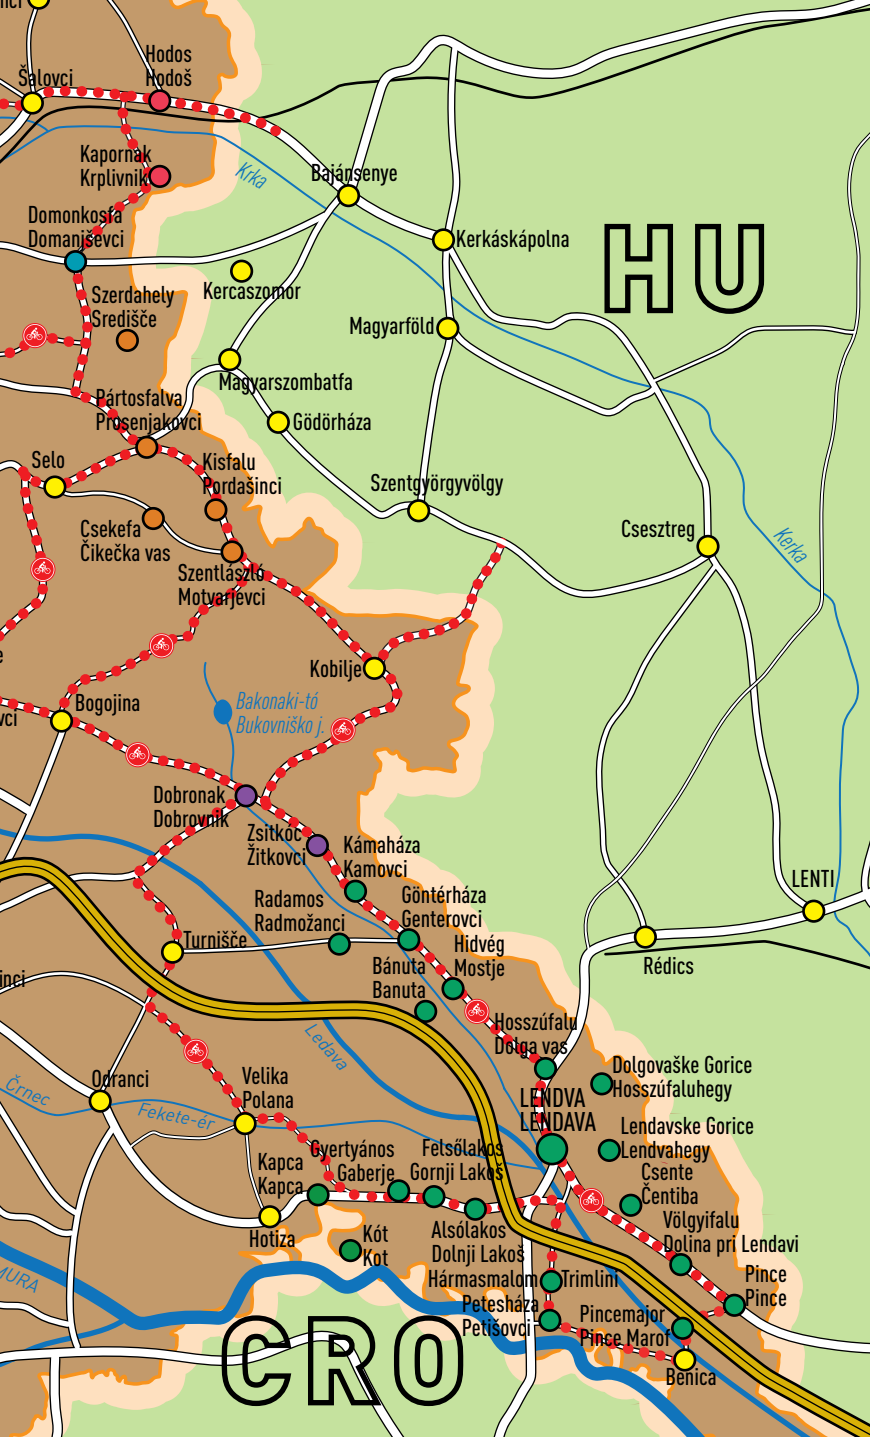 Hodos
Hodoš
Šalovci
Kapornak
Krplivnik
Krka
Bajánsenye
Domonkosfa
Domanjševci
Kerkáskápolna
HU
Kercaszomor
Szerdahely
Središče
Magyarföld
Magyarszombatfa
Pártosfalva
Prosenjakovci
Gödörháza
Selo
Kisfalu
Pordašinci
Szentgyörgyvölgy
Csekefa
Čikečka vas
Csesztreg
Kerka
Szentlászló
Motvarjevci
Kobilje
Bogojina
vci
Bakonaki-tó
Bukovniško j.
Dobronak
Dobrovnik
Zsitkóc
Žitkovci
Kámaháza
Kamovci
LENTI
Radamos
Radmožanci
Göntérháza
Genterovci
Turnišče
Hidvég
Mostje
Rédics
Bánuta
Banuta
inci
Hosszúfalu
Dolga vas
Ledava
Odranci
Črnec
Fekete-ér
Velika
Polana
Dolgovaške Gorice
Hosszúfaluhegy
LENDVA
LENDAVA
Lendavske Gorice
Lendvahegy
Kapca
Kapca
Gyertyános
Gaberje
Felsőlakos
Gornji Lakoš
Csente
Čentiba
Völgyifalu
Dolina pri Lendavi
Hotiza
Kót
Kot
Alsólakos
Dolnji Lakoš
MURA
Hármasmalom
Trimlini
Pince
Pince
Petesháza
Petišovci
Pincemajor
Pince Marof
Benica
CRO